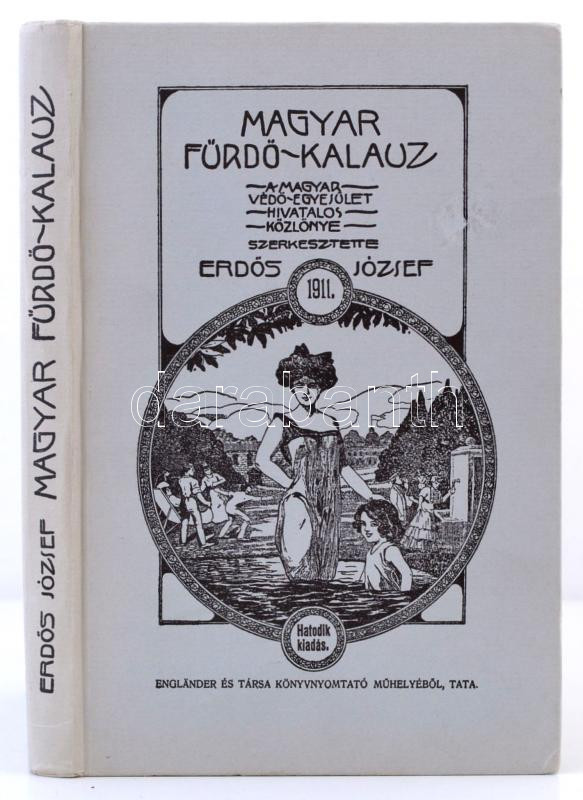 MAGYAR
FÜRDŐ-KALAUZ
A MAGYAR
VÉDŐ-EGYESÜLET
HIVATALOS
KÖZLÖNYE
SZERKESZTETTE
ERDŐS JÓZSEF
1911.
Hatodik
kiadás.
ENGLÄNDER ÉS TÁRSA KÖNYVNYOMTATÓ MŰHELYÉBŐL, TATA.
ERDŐS JÓZSEF MAGYAR FÜRDŐ-KALAUZ
darabanth